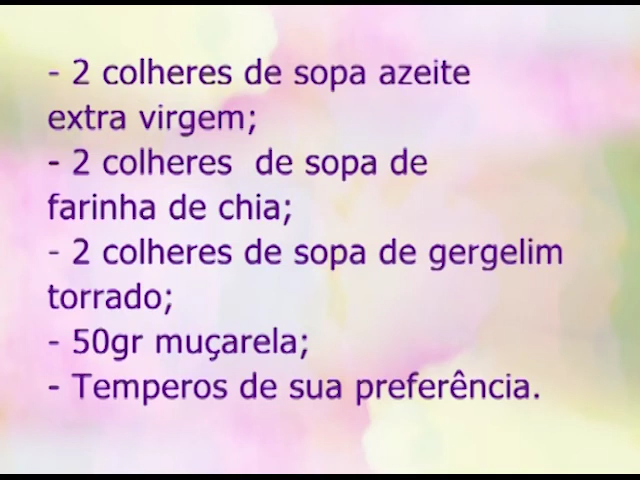 - 2 colheres de sopa azeite
extra virgem;
- 2 colheres  de sopa de
farinha de chia;
- 2 colheres de sopa de gergelim
torrado;
- 50gr muçarela;
- Temperos de sua preferência.